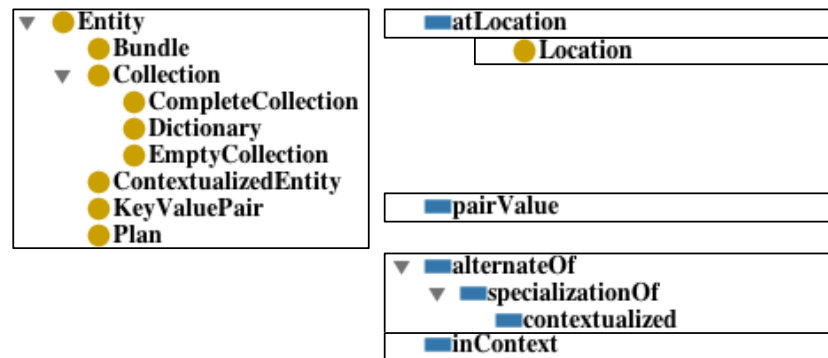 Entity
Bundle
Collection
CompleteCollection
Dictionary
EmptyCollection
ContextualizedEntity
KeyValuePair
Plan
atLocation
Location
pairValue
alternateOf
specializationOf
contextualized
inContext